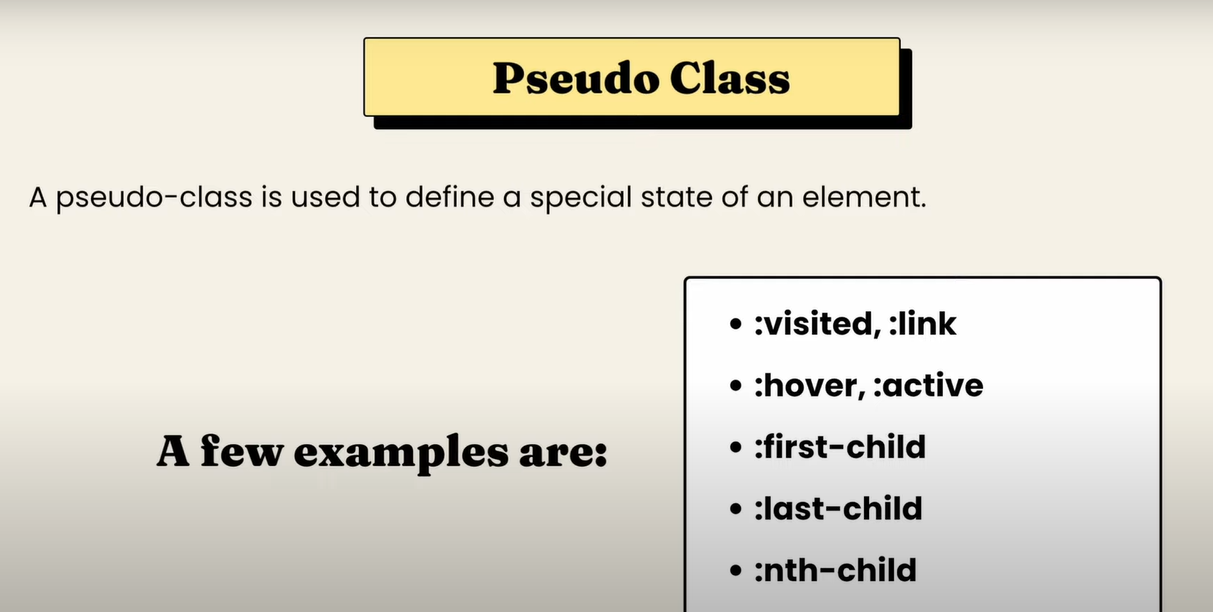 Pseudo Class
A pseudo-class is used to define a special state of an element.
A few examples are:
• :visited, :link
• :hover, :active
• :first-child
• :last-child
• :nth-child